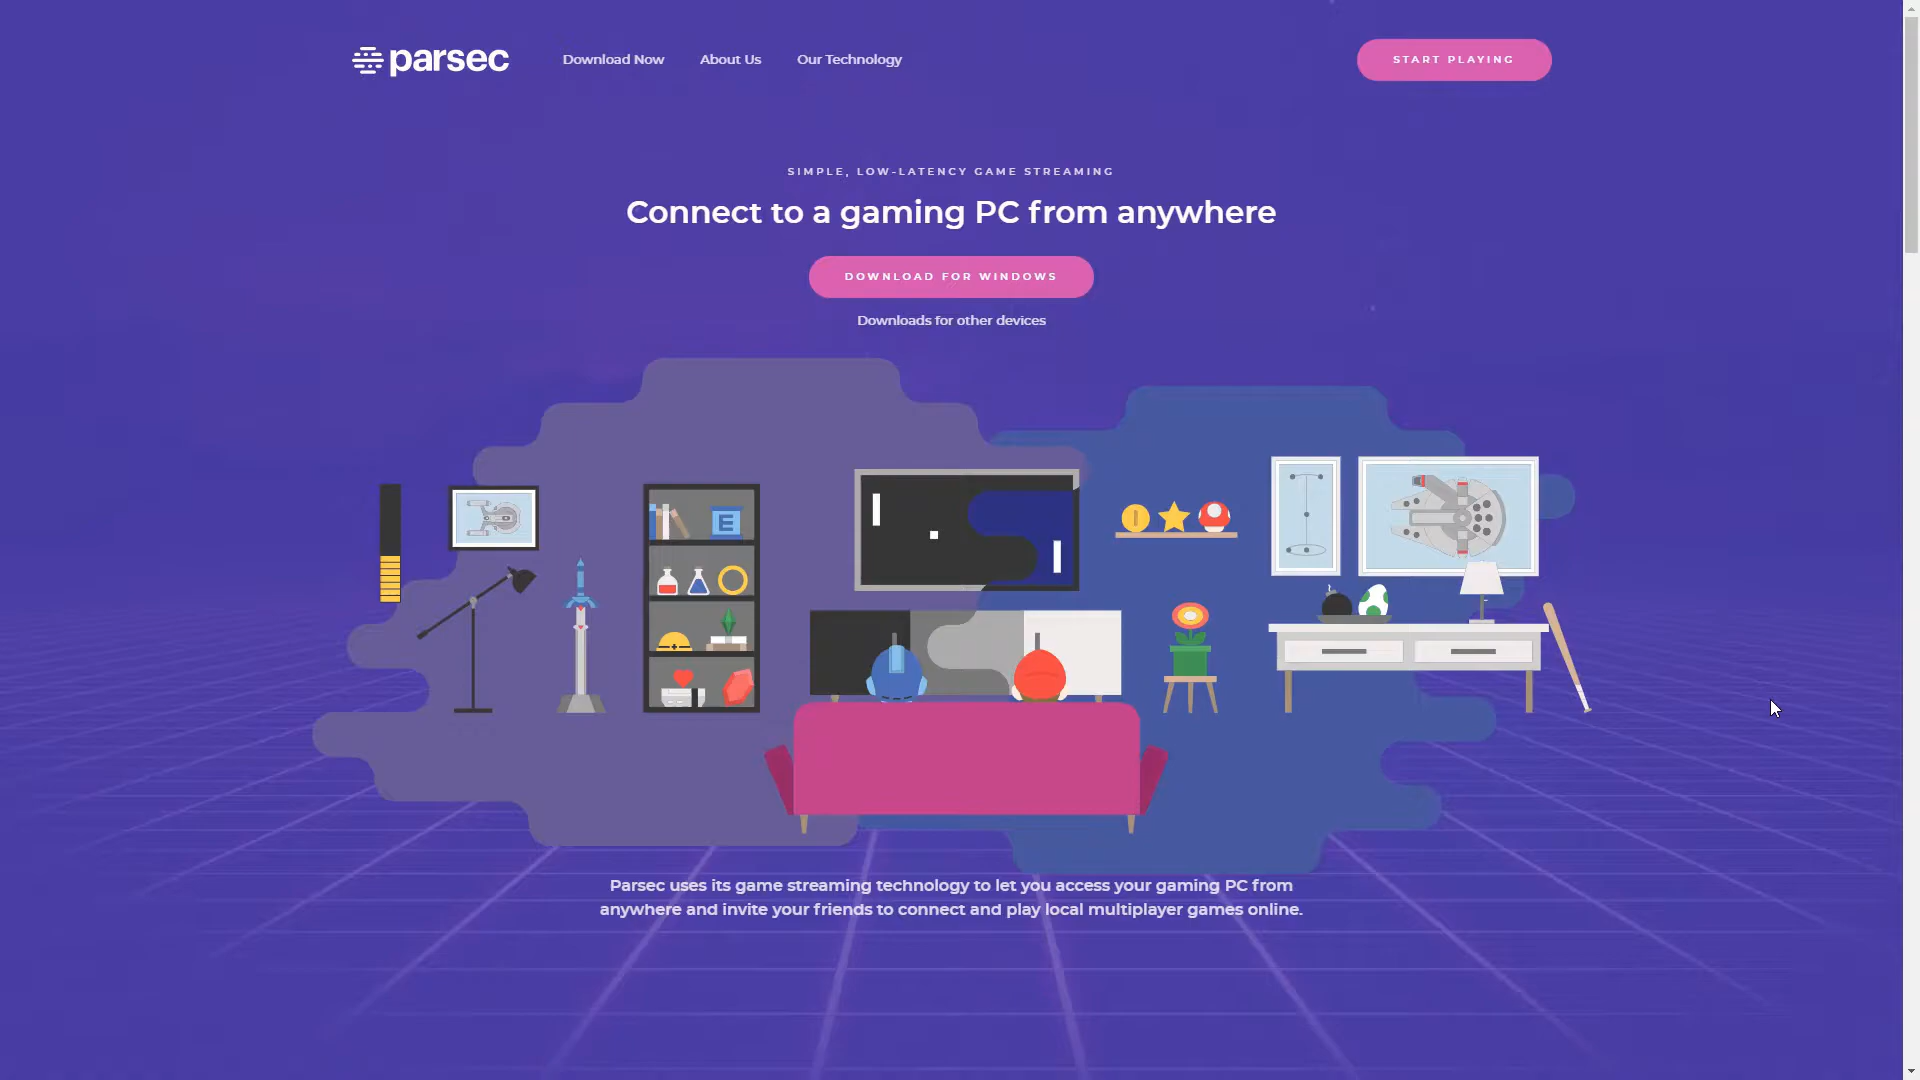 parsec
Download Now
About Us
Our Technology
START PLAYING
SIMPLE, LOW-LATENCY GAME STREAMING
Connect to a gaming PC from anywhere
DOWNLOAD FOR WINDOWS
Downloads for other devices
E
Parsec uses its game streaming technology to let you access your gaming PC from
anywhere and invite your friends to connect and play local multiplayer games online.